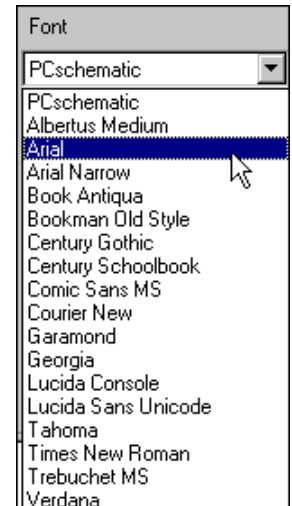 Font
PCschematic
PCschematic
Albertus Medium
Arial
Arial Narrow
Book Antiqua
Bookman Old Style
Century Gothic
Century Schoolbook
Comic Sans MS
Courier New
Garamond
Georgia
Lucida Console
Lucida Sans Unicode
Tahoma
Times New Roman
Trebuchet MS
Verdana